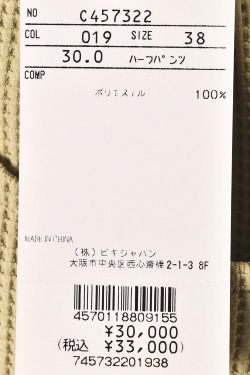 NO C457322
COL 019 SIZE 38
30.0 ハーフパンツ
COMP
ポリエステル 100%
MADE IN CHINA
(株)ピキジャパン
大阪市中央区西心斎橋2-1-3 8F
4570118809155
¥30,000
(税込 ¥33,000)
745732201938